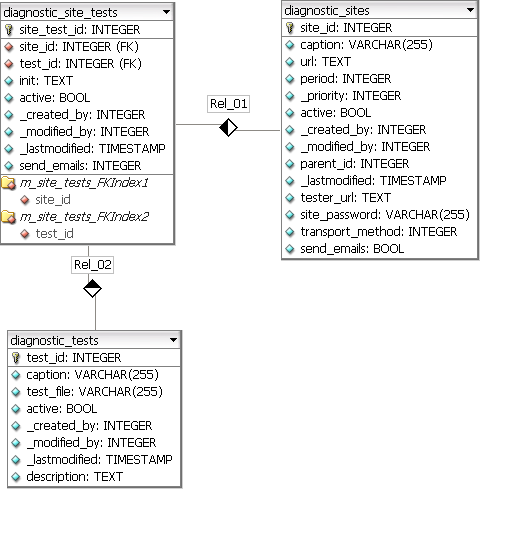 diagnostic_site_tests
site_test_id: INTEGER
site_id: INTEGER (FK)
test_id: INTEGER (FK)
init: TEXT
active: BOOL
_created_by: INTEGER
_modified_by: INTEGER
_lastmodified: TIMESTAMP
send_emails: INTEGER
m_site_tests_FKIndex1
site_id
m_site_tests_FKIndex2
test_id
Rel_01
diagnostic_sites
site_id: INTEGER
caption: VARCHAR(255)
url: TEXT
period: INTEGER
_priority: INTEGER
active: BOOL
_created_by: INTEGER
_modified_by: INTEGER
parent_id: INTEGER
_lastmodified: TIMESTAMP
tester_url: TEXT
site_password: VARCHAR(255)
transport_method: INTEGER
send_emails: BOOL
Rel_02
diagnostic_tests
test_id: INTEGER
caption: VARCHAR(255)
test_file: VARCHAR(255)
active: BOOL
_created_by: INTEGER
_modified_by: INTEGER
_lastmodified: TIMESTAMP
description: TEXT